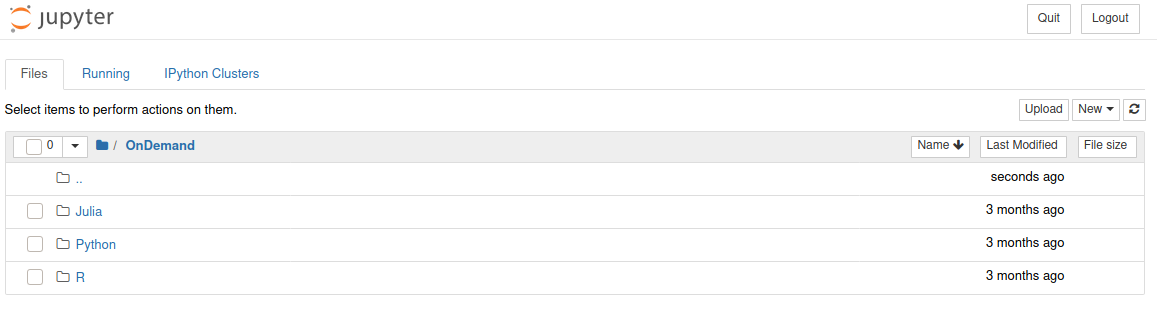 jupyter Quit Logout
Files Running IPython Clusters
Select items to perform actions on them. Upload New
0 / OnDemand Name Last Modified File size
.. seconds ago
Julia 3 months ago
Python 3 months ago
R 3 months ago